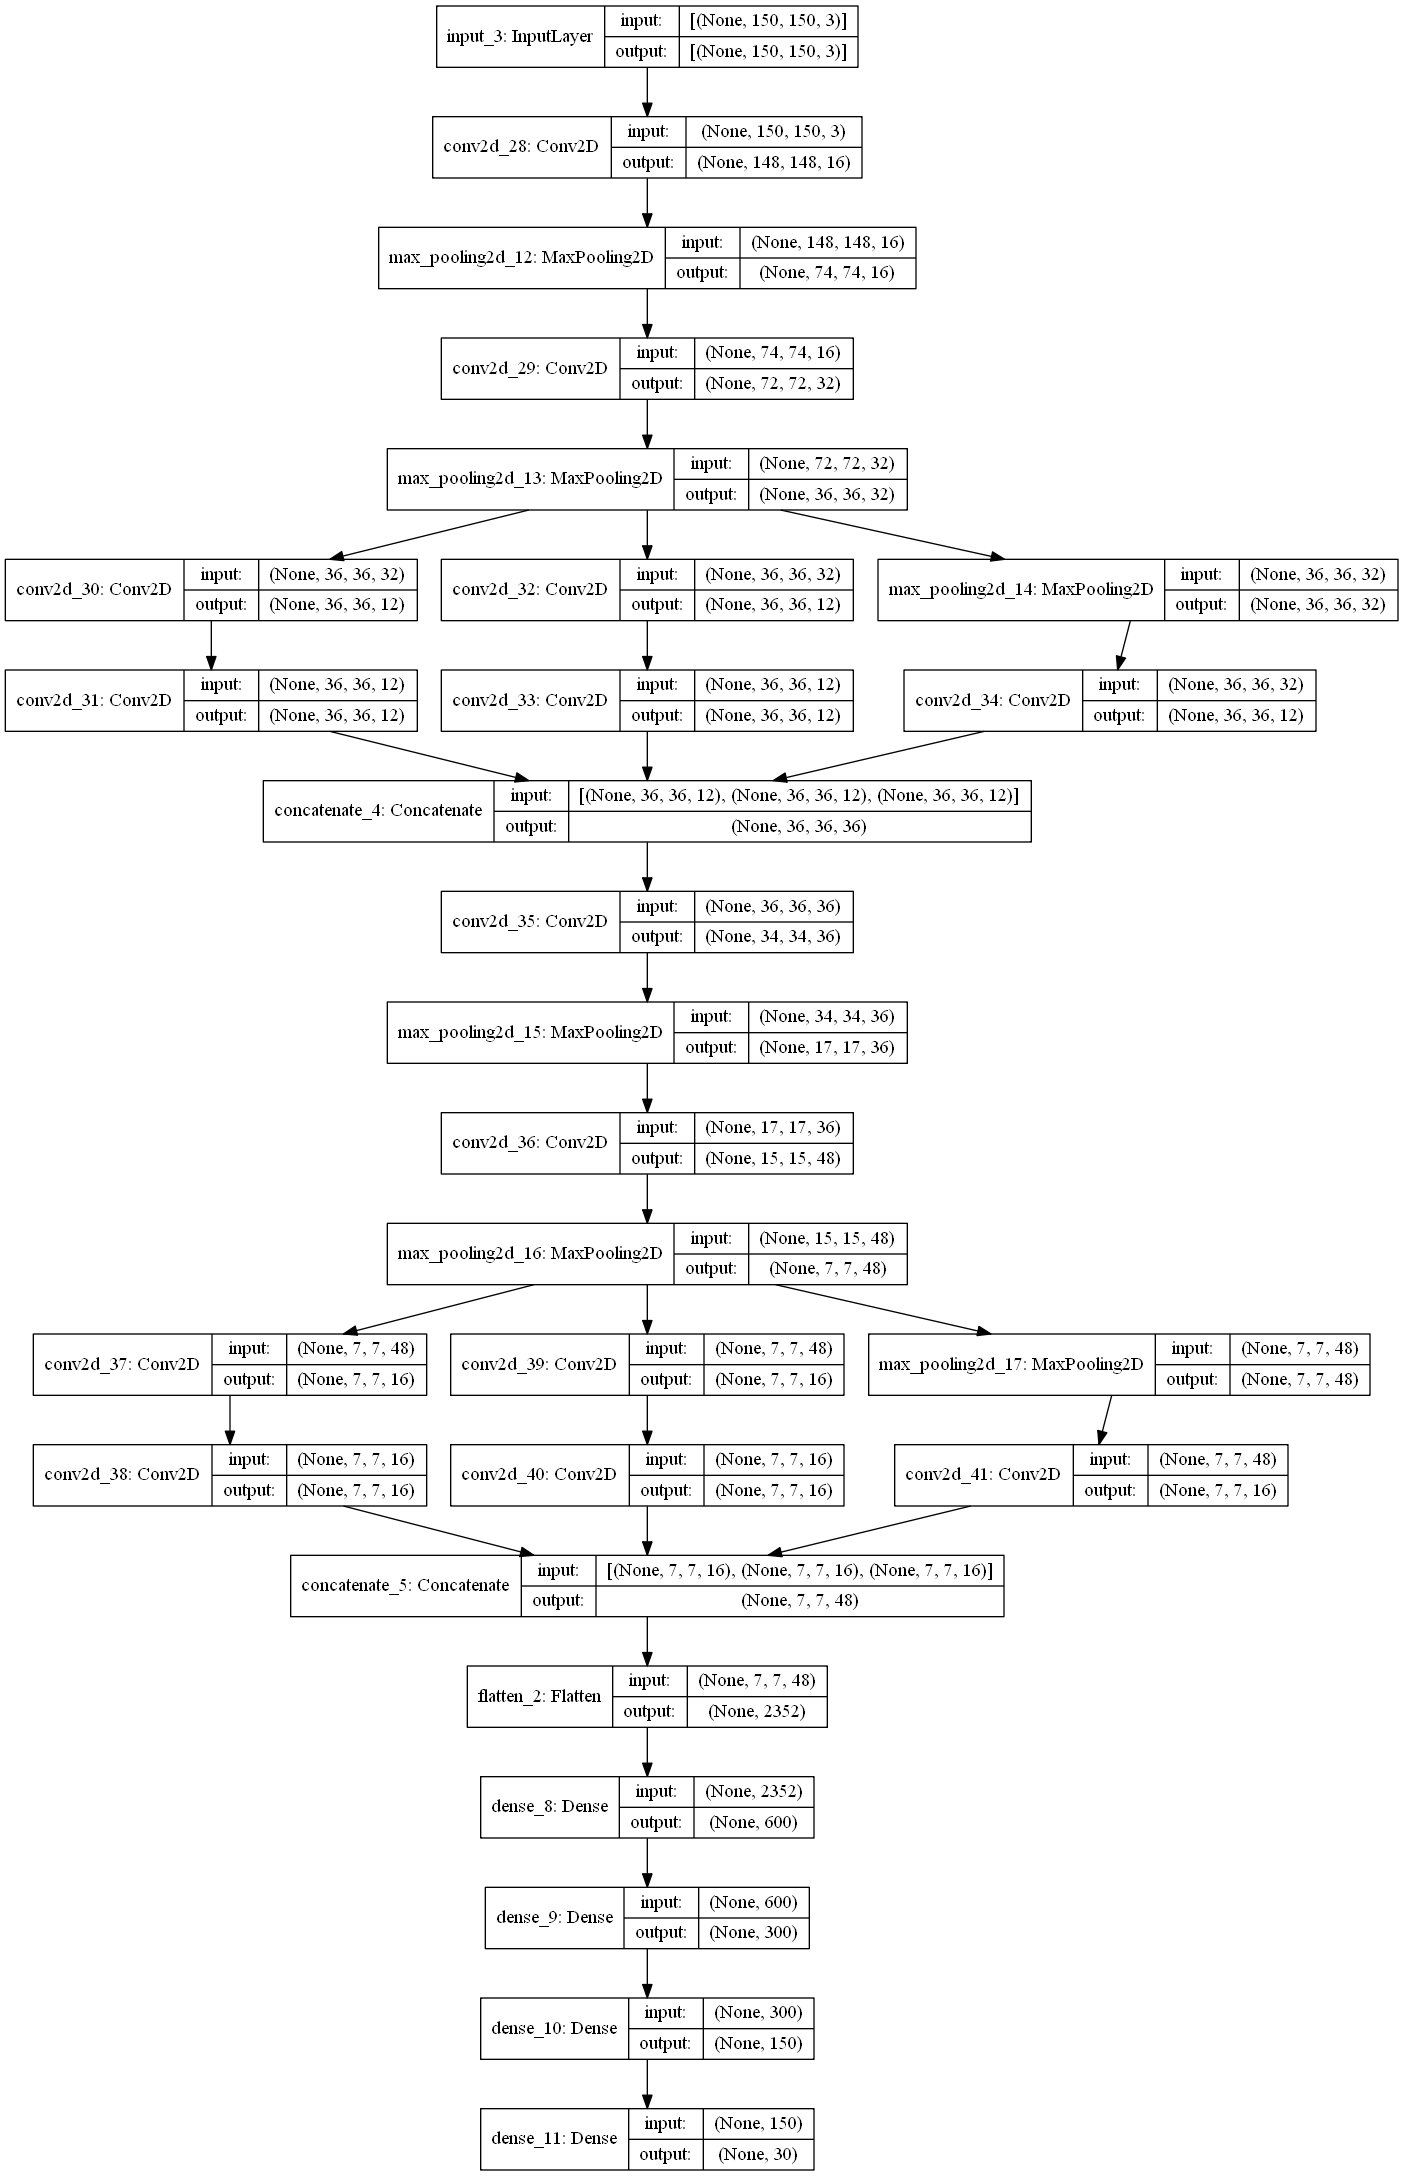 input_3: InputLayer
input: [(None, 150, 150, 3)]
output: [(None, 150, 150, 3)]
conv2d_28: Conv2D
input: (None, 150, 150, 3)
output: (None, 148, 148, 16)
max_pooling2d_12: MaxPooling2D
input: (None, 148, 148, 16)
output: (None, 74, 74, 16)
conv2d_29: Conv2D
input: (None, 74, 74, 16)
output: (None, 72, 72, 32)
max_pooling2d_13: MaxPooling2D
input: (None, 72, 72, 32)
output: (None, 36, 36, 32)
conv2d_30: Conv2D
input: (None, 36, 36, 32)
output: (None, 36, 36, 12)
conv2d_32: Conv2D
input: (None, 36, 36, 32)
output: (None, 36, 36, 12)
max_pooling2d_14: MaxPooling2D
input: (None, 36, 36, 32)
output: (None, 36, 36, 32)
conv2d_31: Conv2D
input: (None, 36, 36, 12)
output: (None, 36, 36, 12)
conv2d_33: Conv2D
input: (None, 36, 36, 12)
output: (None, 36, 36, 12)
conv2d_34: Conv2D
input: (None, 36, 36, 32)
output: (None, 36, 36, 12)
concatenate_4: Concatenate
input: [(None, 36, 36, 12), (None, 36, 36, 12), (None, 36, 36, 12)]
output: (None, 36, 36, 36)
conv2d_35: Conv2D
input: (None, 36, 36, 36)
output: (None, 34, 34, 36)
max_pooling2d_15: MaxPooling2D
input: (None, 34, 34, 36)
output: (None, 17, 17, 36)
conv2d_36: Conv2D
input: (None, 17, 17, 36)
output: (None, 15, 15, 48)
max_pooling2d_16: MaxPooling2D
input: (None, 15, 15, 48)
output: (None, 7, 7, 48)
conv2d_37: Conv2D
input: (None, 7, 7, 48)
output: (None, 7, 7, 16)
conv2d_39: Conv2D
input: (None, 7, 7, 48)
output: (None, 7, 7, 16)
max_pooling2d_17: MaxPooling2D
input: (None, 7, 7, 48)
output: (None, 7, 7, 48)
conv2d_38: Conv2D
input: (None, 7, 7, 16)
output: (None, 7, 7, 16)
conv2d_40: Conv2D
input: (None, 7, 7, 16)
output: (None, 7, 7, 16)
conv2d_41: Conv2D
input: (None, 7, 7, 48)
output: (None, 7, 7, 16)
concatenate_5: Concatenate
input: [(None, 7, 7, 16), (None, 7, 7, 16), (None, 7, 7, 16)]
output: (None, 7, 7, 48)
flatten_2: Flatten
input: (None, 7, 7, 48)
output: (None, 2352)
dense_8: Dense
input: (None, 2352)
output: (None, 600)
dense_9: Dense
input: (None, 600)
output: (None, 300)
dense_10: Dense
input: (None, 300)
output: (None, 150)
dense_11: Dense
input: (None, 150)
output: (None, 30)